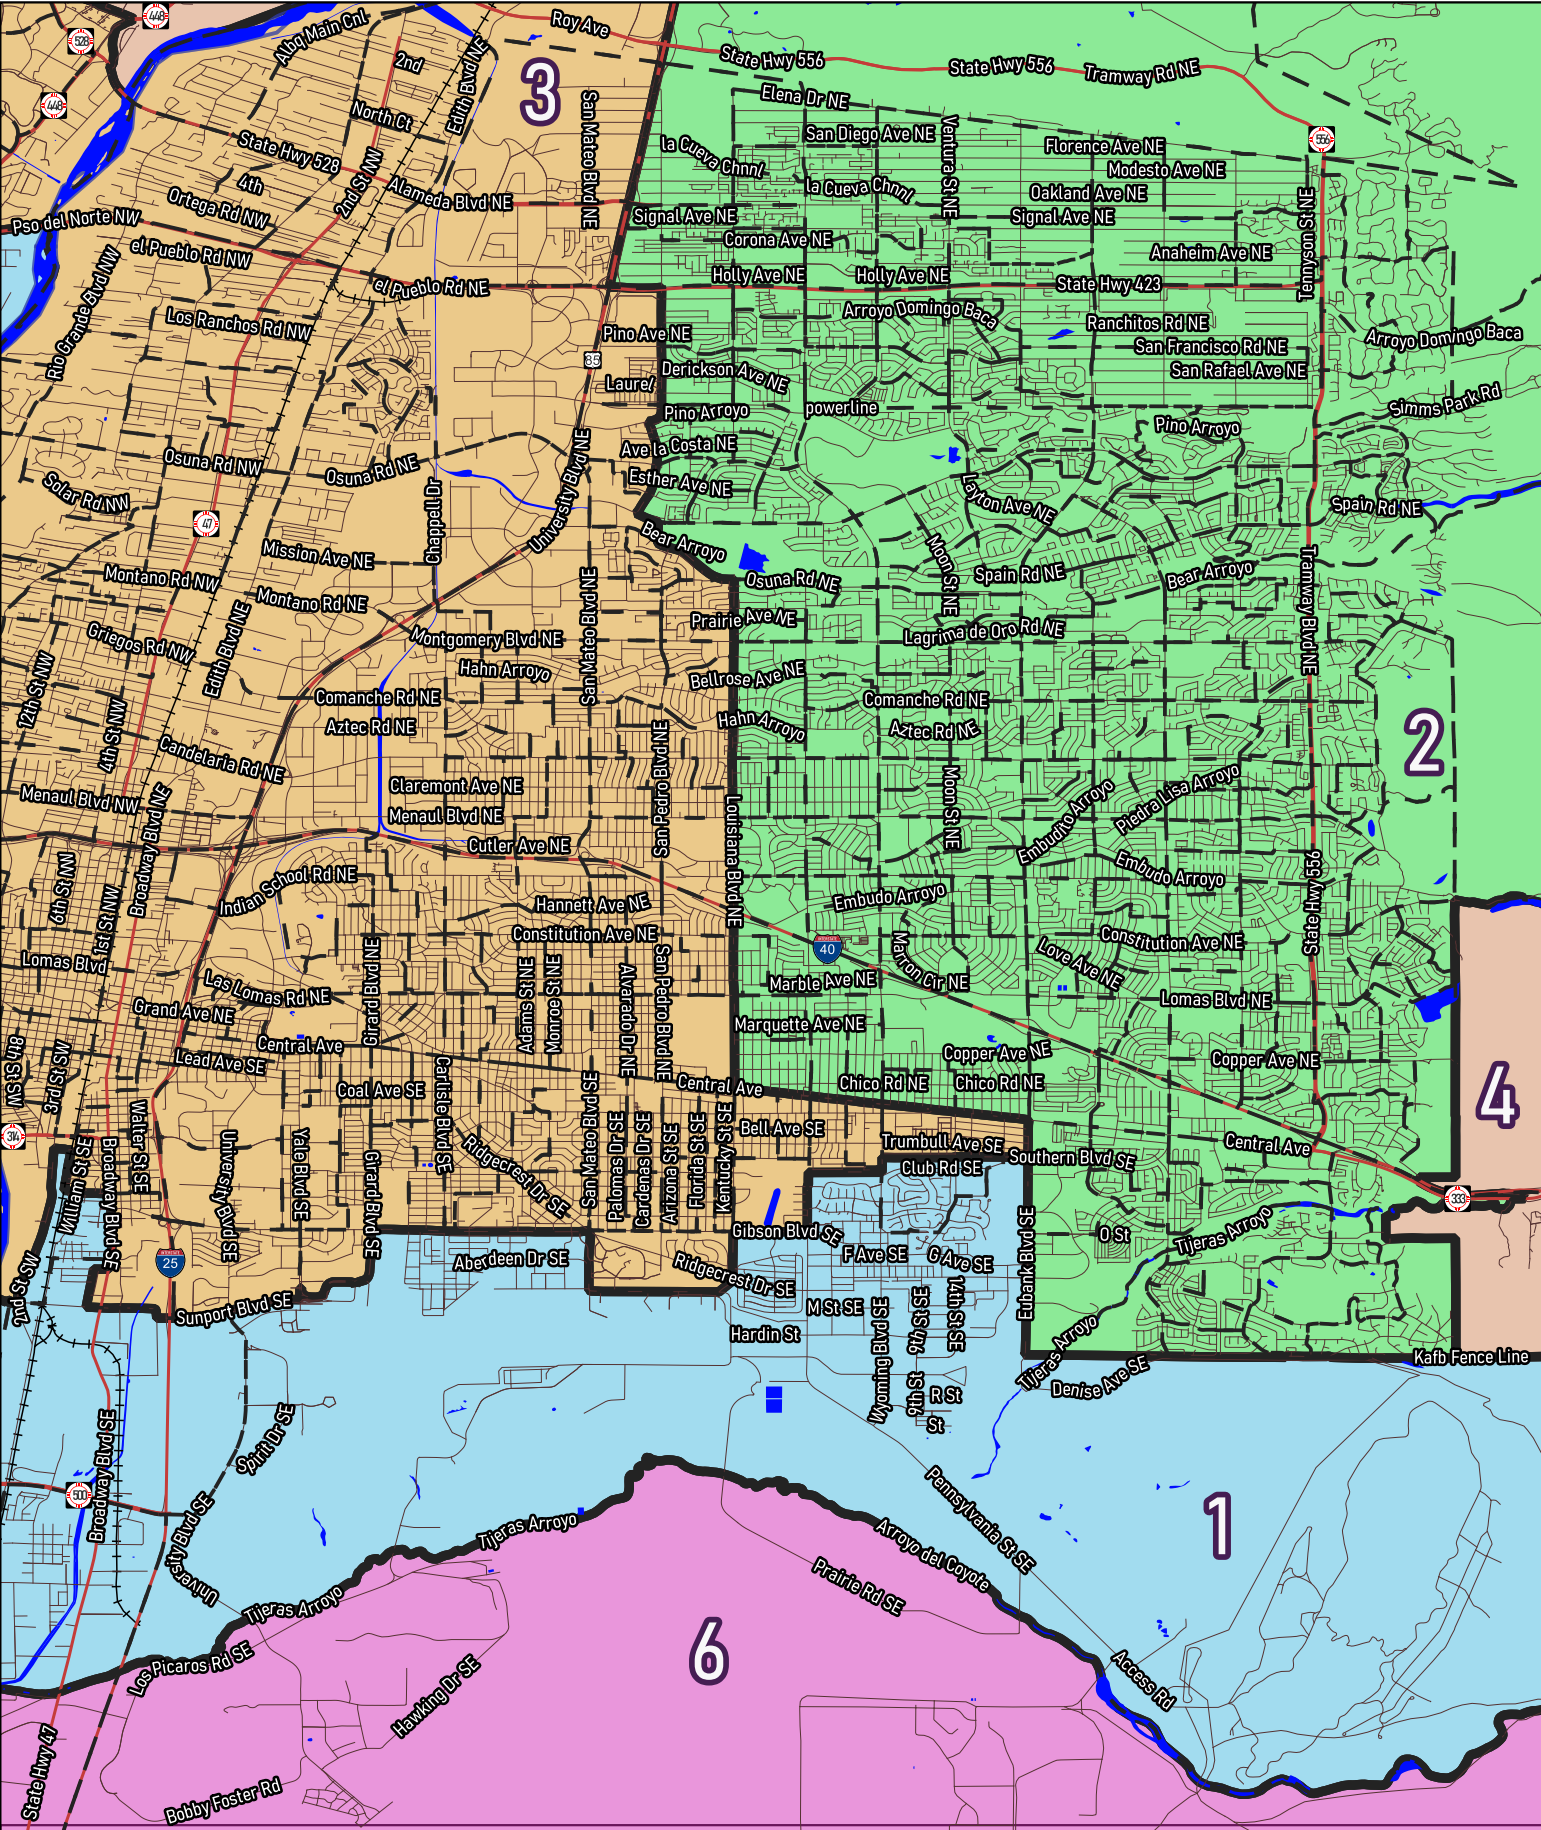 448
Roy Ave
Albq Main Cnl
528
State Hwy 556
State Hwy 556
Tramway Rd NE
2nd
Edith Blvd NE
3
448
Elena Dr NE
North Ct
San Mateo Blvd NE
San Diego Ave NE
Ventura St NE
556
State Hwy 528
la Cueva Chnnl
Florence Ave NE
Modesto Ave NE
4th
2nd St NW
Alameda Blvd NE
la Cueva Chnnl
Oakland Ave NE
Ortega Rd NW
Pso del Norte NW
Signal Ave NE
Signal Ave NE
Tennyson St NE
el Pueblo Rd NW
Corona Ave NE
Anaheim Ave NE
el Pueblo Rd NE
Holly Ave NE
Holly Ave NE
State Hwy 423
Rio Grande Blvd NW
Los Ranchos Rd NW
Arroyo Domingo Baca
Ranchitos Rd NE
Arroyo Domingo Baca
Pino Ave NE
San Francisco Rd NE
85
Laurel
Derickson Ave NE
San Rafael Ave NE
Pino Arroyo
powerline
Simms Park Rd
Pino Arroyo
Ave la Costa NE
Osuna Rd NW
Osuna Rd NE
University Blvd NE
Esther Ave NE
Solar Rd NW
Layton Ave NE
Spain Rd NE
47
Chappell Dr
Bear Arroyo
Mission Ave NE
Moon St NE
Montano Rd NW
Osuna Rd NE
Spain Rd NE
Bear Arroyo
Montano Rd NE
San Mateo Blvd NE
Prairie Ave NE
Tramway Blvd NE
Griegos Rd NW
Edith Blvd NE
Montgomery Blvd NE
Lagrima de Oro Rd NE
Hahn Arroyo
Bellrose Ave NE
12th St NW
Comanche Rd NE
Comanche Rd NE
4th St NW
Aztec Rd NE
Hahn Arroyo
Aztec Rd NE
2
Candelaria Rd NE
San Pedro Blvd NE
Claremont Ave NE
Menaul Blvd NW
Broadway Blvd NE
Menaul Blvd NE
Louisiana Blvd NE
Moon St NE
Embudito Arroyo
Piedra Lisa Arroyo
Cutler Ave NE
6th St NW
Indian School Rd NE
Embudo Arroyo
Embudo Arroyo
State Hwy 556
1st St NW
Hannett Ave NE
Constitution Ave NE
40
Constitution Ave NE
Lomas Blvd
Girard Blvd NE
Love Ave NE
Marron Cir NE
Marble Ave NE
Las Lomas Rd NE
Adams St NE
Monroe St NE
Alvarado Dr NE
San Pedro Blvd NE
Lomas Blvd NE
Grand Ave NE
Marquette Ave NE
Central Ave
Copper Ave NE
Copper Ave NE
8th St SW
3rd St SW
Lead Ave SE
Coal Ave SE
Central Ave
Chico Rd NE
Chico Rd NE
4
Carlisle Blvd SE
314
Walter St SE
San Mateo Blvd SE
Palomas Dr SE
Cardenas Dr SE
Arizona St SE
Florida St SE
Kentucky St SE
Bell Ave SE
Trumbull Ave SE
Central Ave
William St SE
Broadway Blvd SE
University Blvd SE
Yale Blvd SE
Girard Blvd SE
Ridgecrest Dr SE
Club Rd SE
Southern Blvd SE
333
Gibson Blvd SE
O St
Tijeras Arroyo
25
Aberdeen Dr SE
Ridgecrest Dr SE
F Ave SE
G Ave SE
Eubank Blvd SE
2nd St SW
Sunport Blvd SE
M St SE
Wyoming Blvd SE
9th St SE
14th St SE
Hardin St
Tijeras Arroyo
Kafb Fence Line
Denise Ave SE
9th St
R St
St
Spirit Dr SE
Broadway Blvd SE
500
University Blvd SE
Tijeras Arroyo
Pennsylvania St SE
1
Arroyo del Coyote
Prairie Rd SE
Tijeras Arroyo
6
Los Picaros Rd SE
Access Rd
Hawking Dr SE
State Hwy 47
Bobby Foster Rd